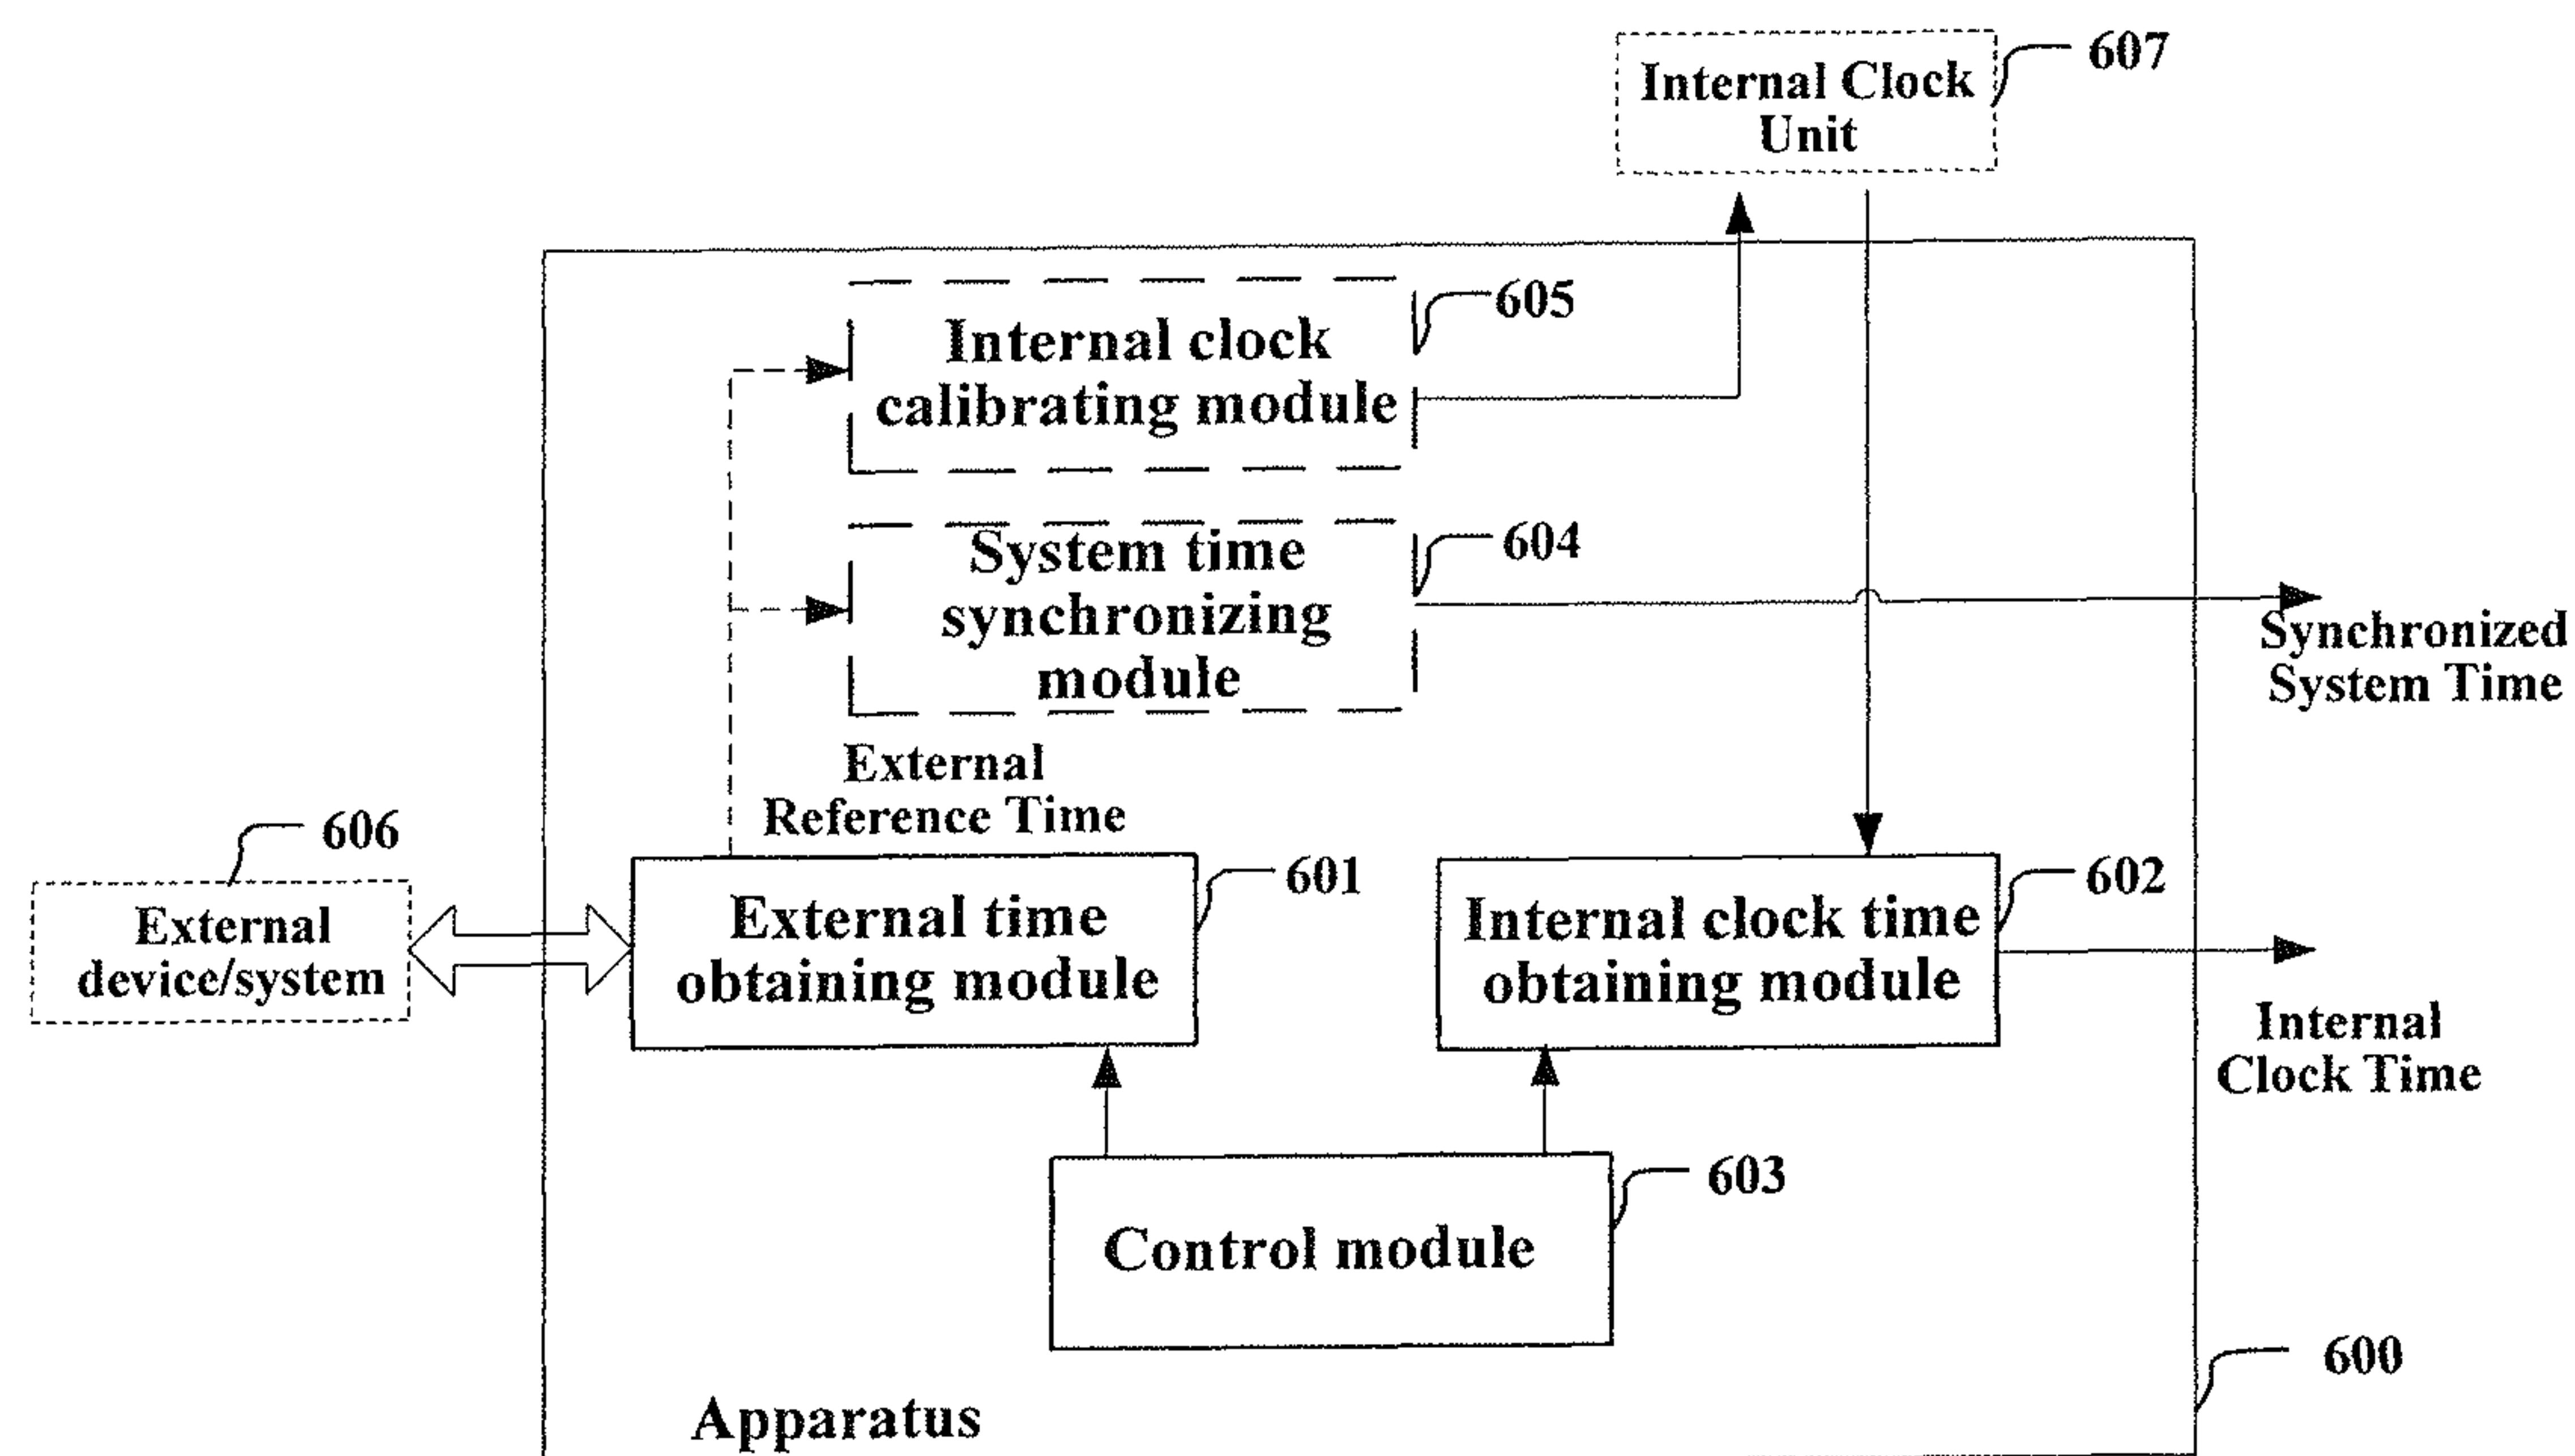 Internal Clock
Unit
607
605
Internal clock
calibrating module
604
System time
synchronizing
module
Synchronized
System Time
External
Reference Time
606
External
device/system
601
External time
obtaining module
602
Internal clock time
obtaining module
Internal
Clock Time
603
Control module
600
Apparatus